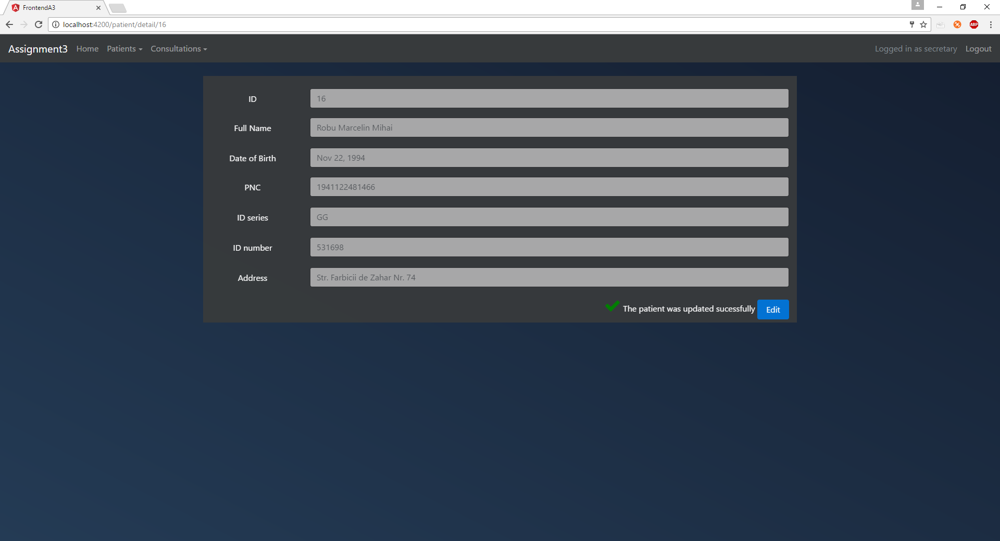 FrontendA3
localhost:4200/patient/detail/16
ABP
Assignment3 Home Patients Consultations Logged in as secretary Logout
ID 16
Full Name Robu Marcelin Mihai
Date of Birth Nov 22, 1994
PNC 1941122481466
ID series GG
ID number 531698
Address Str. Farbicii de Zahar Nr. 74
The patient was updated sucessfully Edit